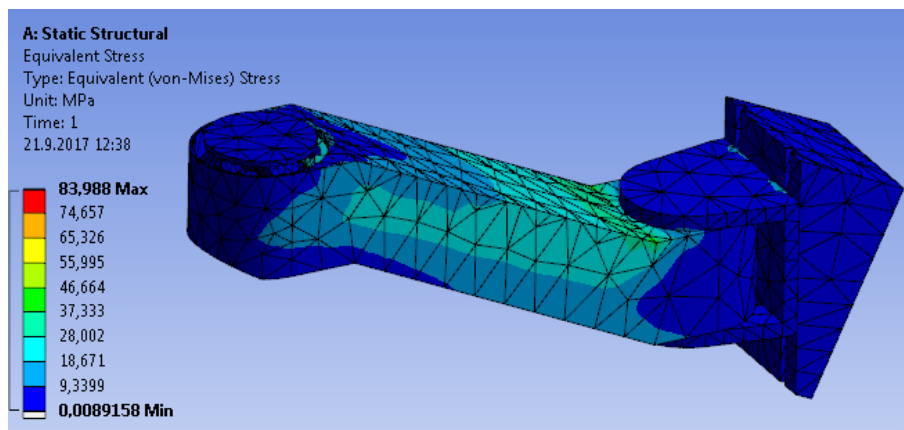 A: Static Structural
Equivalent Stress
Type: Equivalent (von-Mises) Stress
Unit: MPa
Time: 1
21.9.2017 12:38
83,988 Max
74,657
65,326
55,995
46,664
37,333
28,002
18,671
9,3399
0,0089158 Min